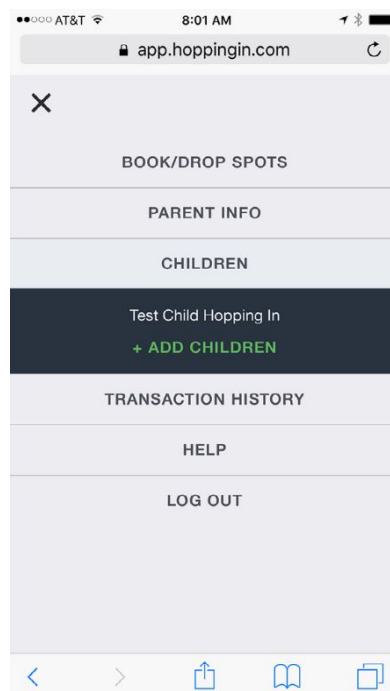 AT&T 8:01 AM
app.hoppingin.com
BOOK/DROP SPOTS
PARENT INFO
CHILDREN
Test Child Hopping In
+ ADD CHILDREN
TRANSACTION HISTORY
HELP
LOG OUT